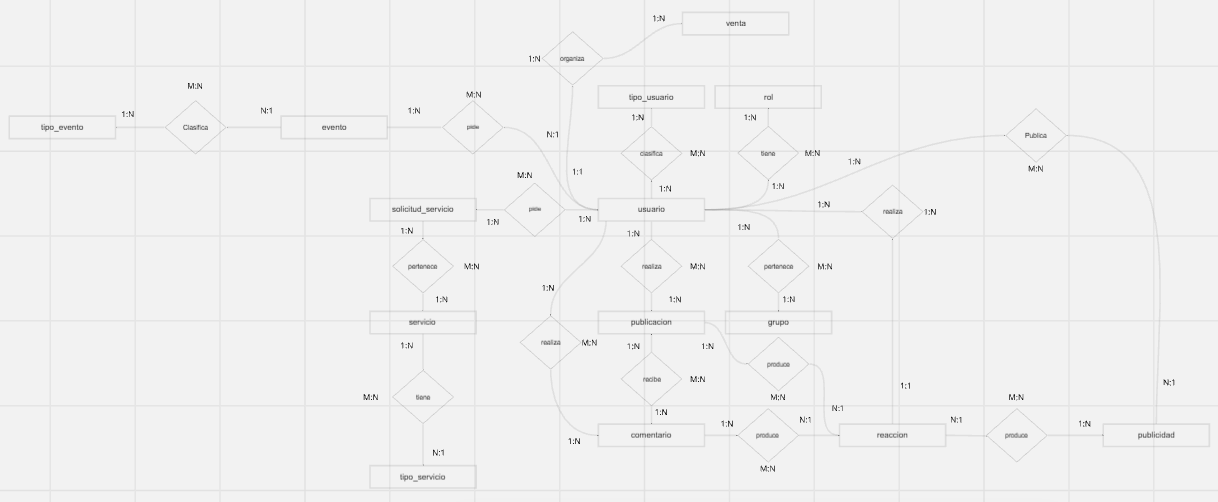 1:N
venta
1:N
organiza
M:N
tipo_usuario
rol
M:N
1:N
N:1
1:N
1:N
1:N
tipo_evento
Clasifica
evento
pide
N:1
Publica
clasifica
M:N
tiene
M:N
1:N
M:N
1:1
M:N
1:N
1:N
solicitud_servicio
pide
usuario
1:N
realiza
1:N
1:N
1:N
1:N
1:N
1:N
pertenece
M:N
realiza
M:N
pertenece
M:N
1:N
1:N
1:N
1:N
servicio
publicacion
grupo
1:N
realiza
M:N
1:N
1:N
produce
recibe
M:N
1:1
N:1
M:N
tiene
M:N
M:N
1:N
N:1
1:N
N:1
N:1
1:N
comentario
produce
reaccion
produce
publicidad
1:N
N:1
M:N
tipo_servicio